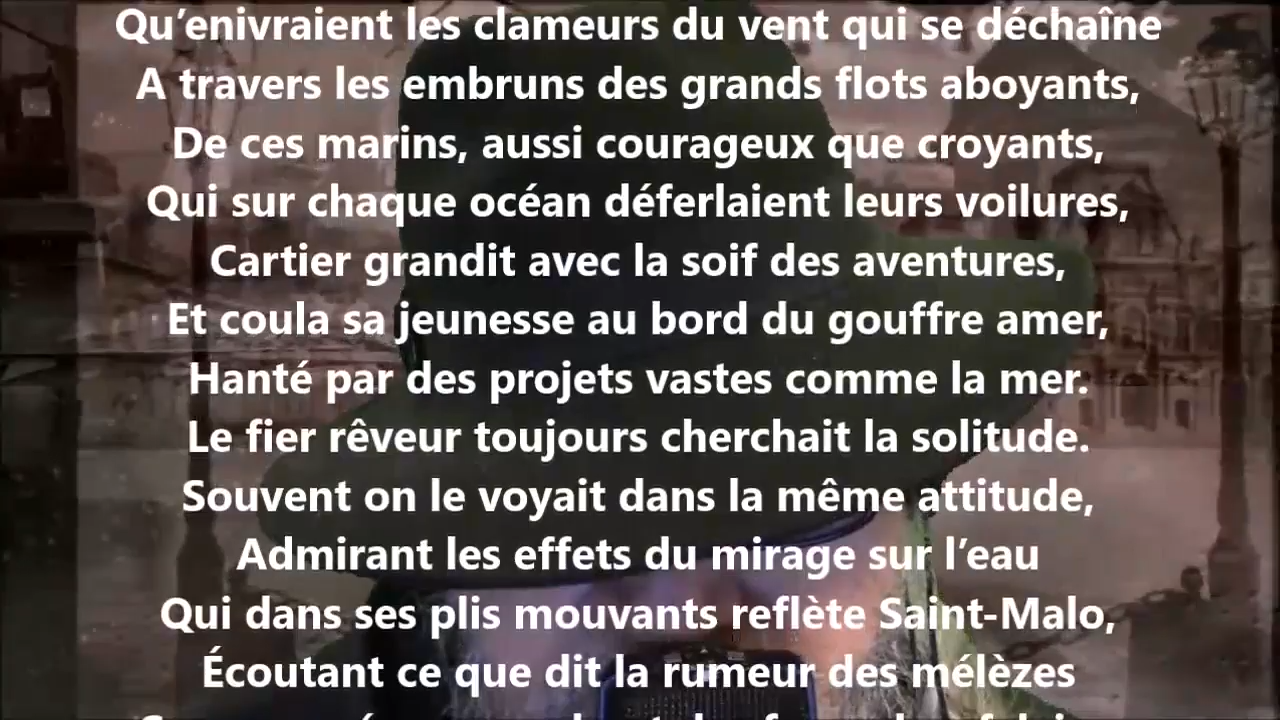 Qu’enivraient les clameurs du vent qui se déchaîne
A travers les embruns des grands flots aboyants,
De ces marins, aussi courageux que croyants,
Qui sur chaque océan déferlaient leurs voilures,
Cartier grandit avec la soif des aventures,
Et coula sa jeunesse au bord du gouffre amer,
Hanté par des projets vastes comme la mer.
Le fier rêveur toujours cherchait la solitude.
Souvent on le voyait dans la même attitude,
Admirant les effets du mirage sur l’eau
Qui dans ses plis mouvants reflète Saint-Malo,
Écoutant ce que dit la rumeur des mélèzes